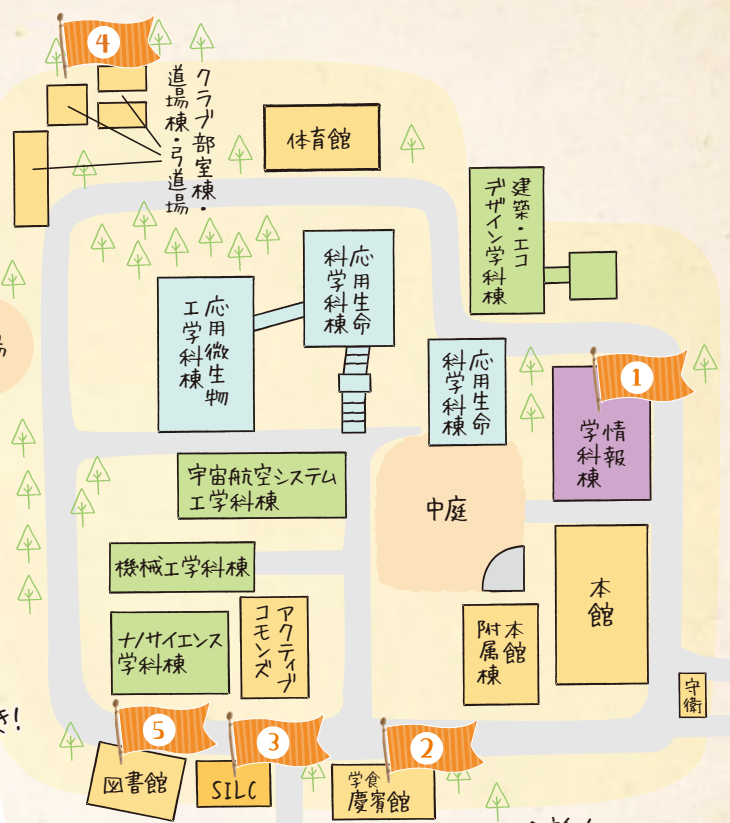 4
クラブ部室棟・
道場棟・弓道場
体育館
建築・エコ
デザイン学科棟
応用生命
科学科棟
応用微生物
工学科棟
応用生命
科学科棟
1
情報
学科棟
宇宙航空システム
工学科棟
中庭
機械工学科棟
本館
アクティブ
コモンズ
ナノサイエンス
学科棟
本館
附属棟
守衛
5
図書館
3
SILC
2
学食
慶賓館
き!